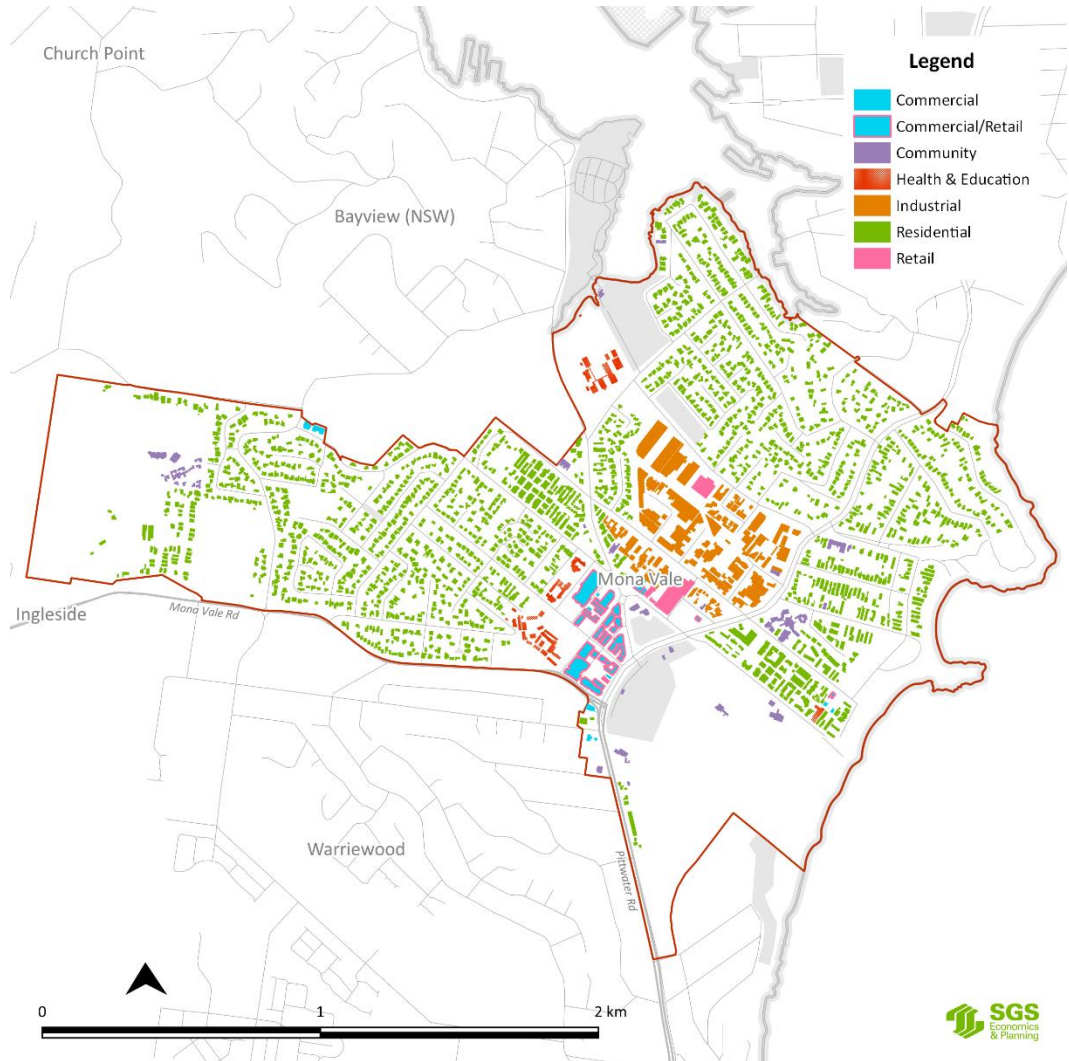 Church Point
Legend
Commercial
Commercial/Retail
Community
Health & Education
Industrial
Residential
Retail
Bayview (NSW)
Mona Vale
Ingleside
Mona Vale Rd
Warriewood
Pittwater Rd
0 1 2 km
SGS
Economics
& Planning